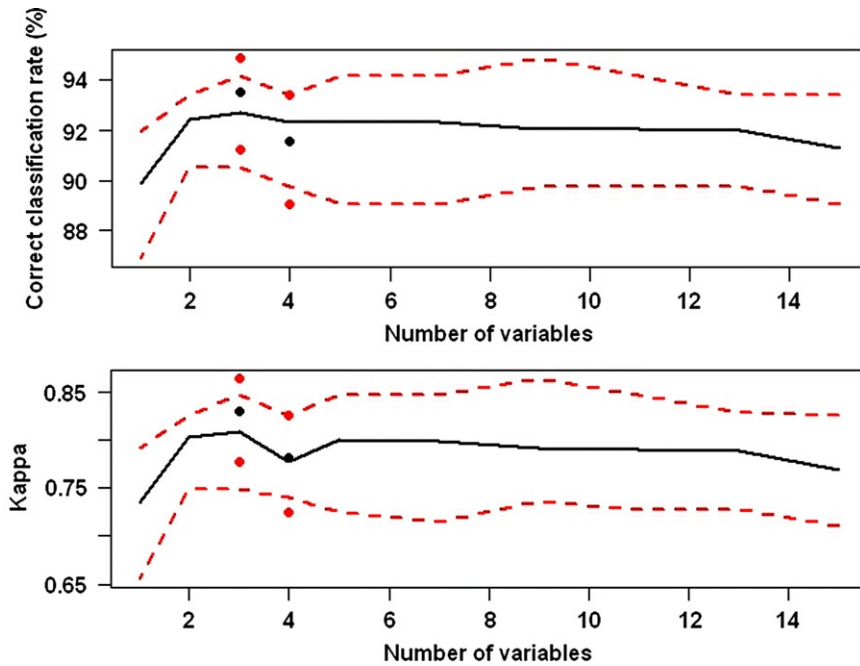 Correct classification rate (%)
94
92
90
88
2 4 6 8 10 12 14
Number of variables
Kappa
0.85
0.75
0.65
2 4 6 8 10 12 14
Number of variables